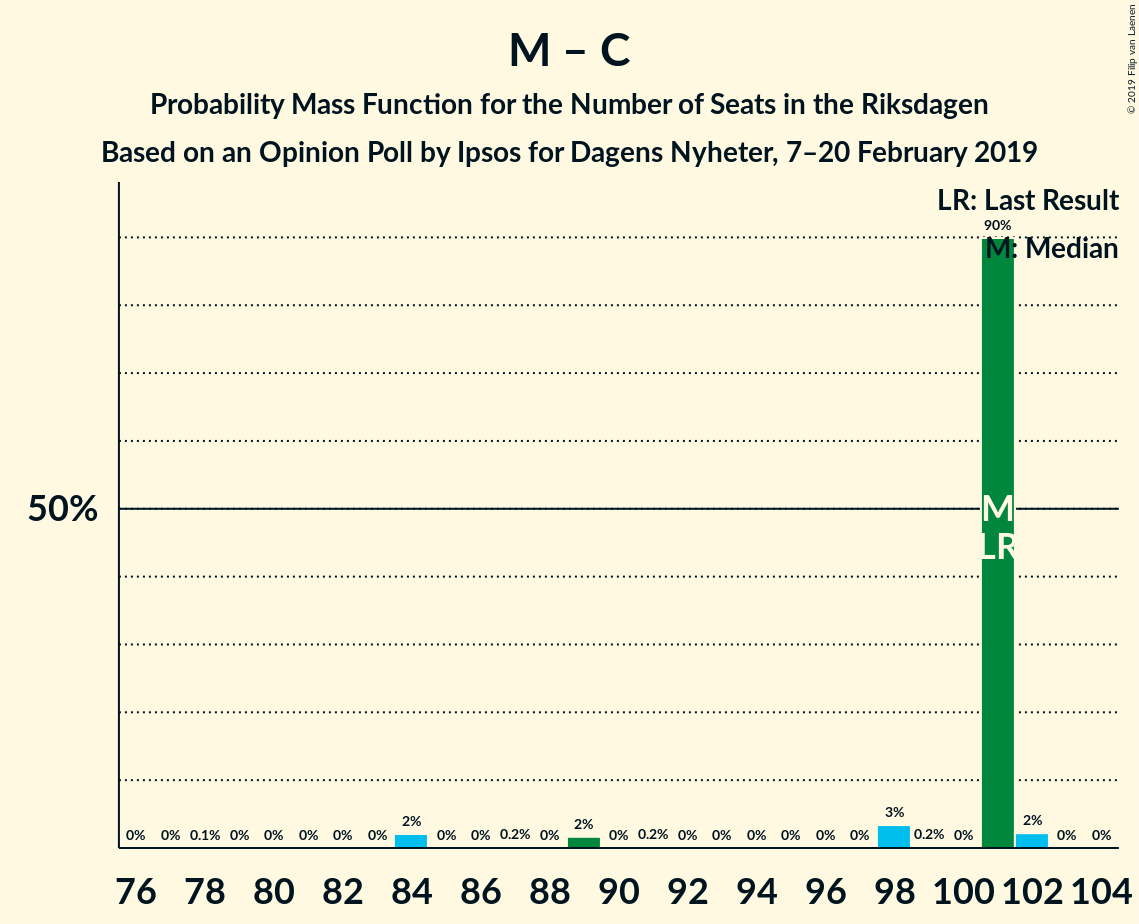 M – C
Probability Mass Function for the Number of Seats in the Riksdagen
Based on an Opinion Poll by Ipsos for Dagens Nyheter, 7–20 February 2019
© 2019 Filip van Laenen
LR: Last Result
M: Median
50%
0% 0% 0.1% 0% 0% 0% 0% 0% 2% 0% 0% 0.2% 0% 2% 0% 0.2% 0% 0% 0% 0% 0% 0% 3% 0.2% 0% 90% 2% 0% 0%
M
LR
76 78 80 82 84 86 88 90 92 94 96 98 100 102 104